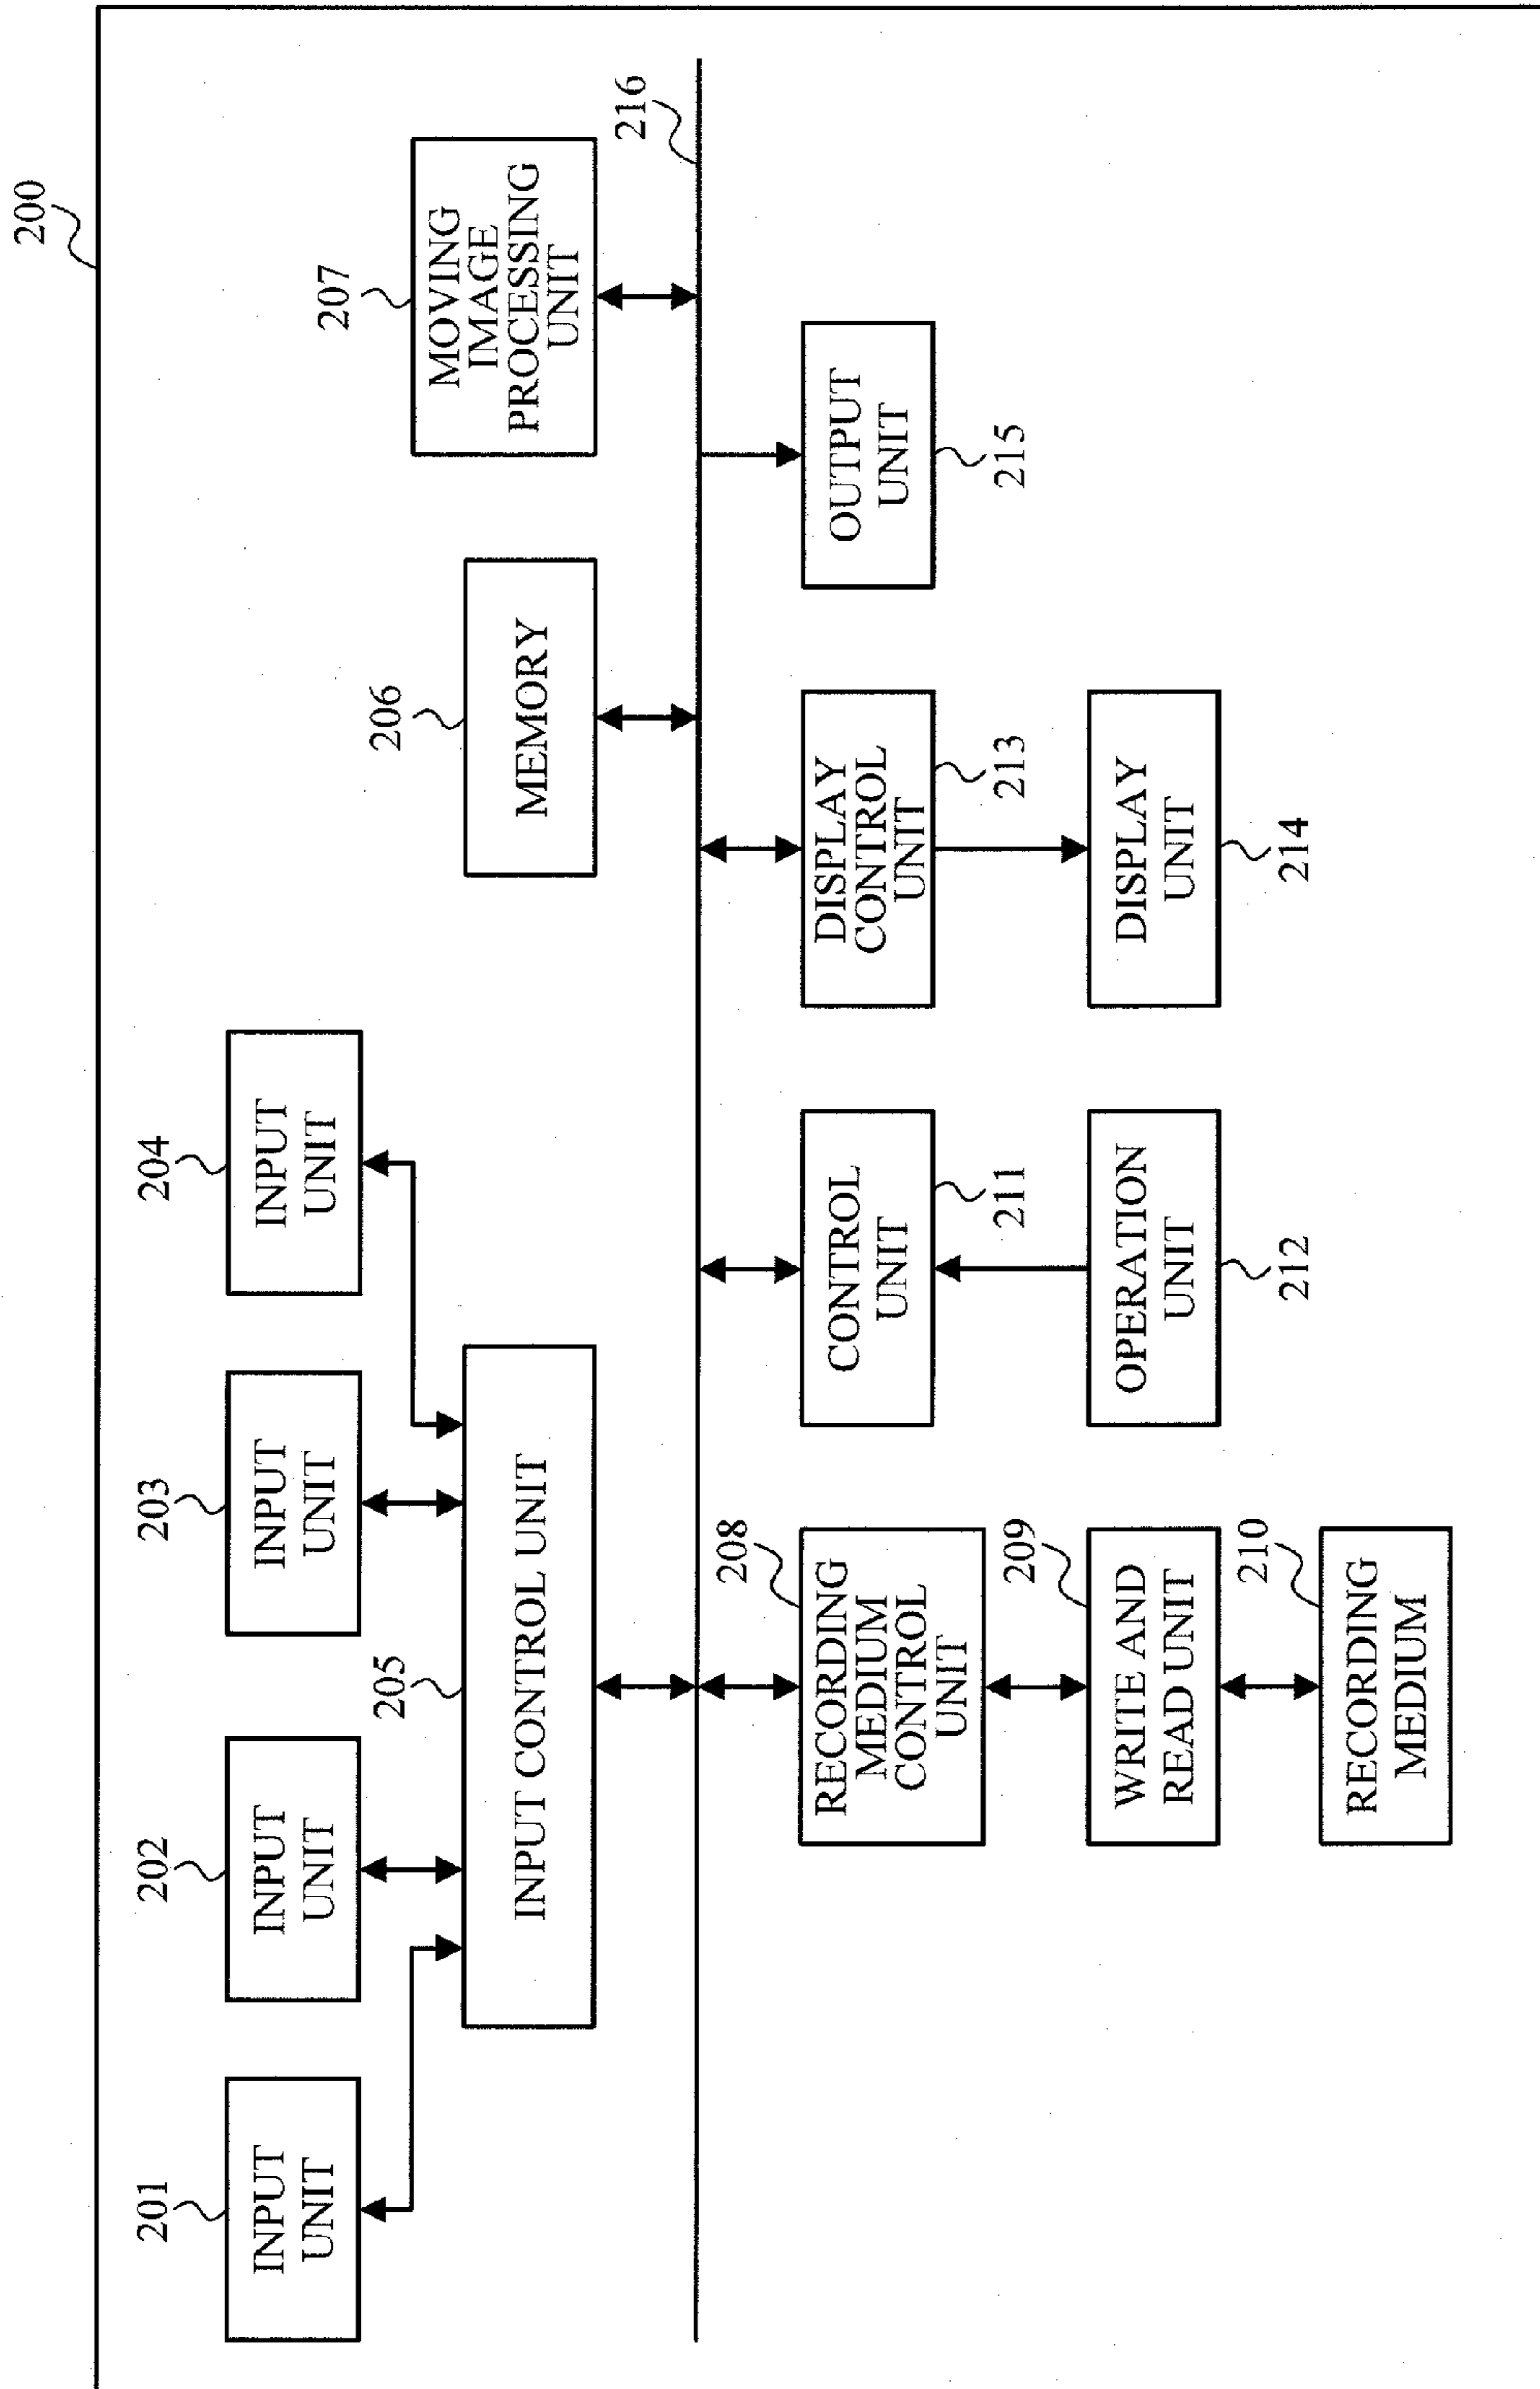 200
201
INPUT
UNIT
202
INPUT
UNIT
203
INPUT
UNIT
204
INPUT
UNIT
205
INPUT CONTROL UNIT
206
MEMORY
207
MOVING
IMAGE
PROCESSING
UNIT
216
208
RECORDING
MEDIUM
CONTROL
UNIT
209
WRITE AND
READ UNIT
210
RECORDING
MEDIUM
CONTROL
UNIT
211
OPERATION
UNIT
212
DISPLAY
CONTROL
UNIT
213
DISPLAY
UNIT
214
OUTPUT
UNIT
215